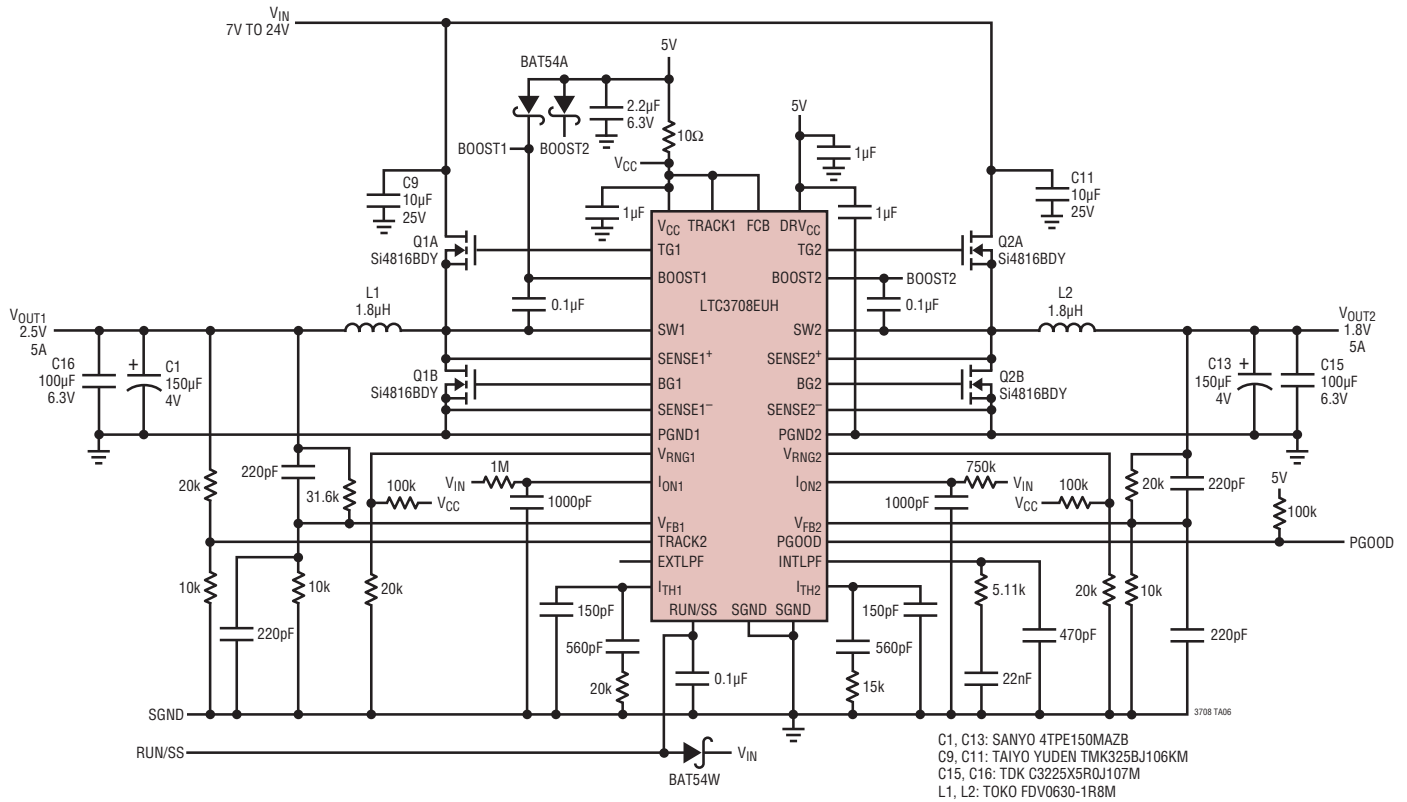 VIN
7V TO 24V
5V
BAT54A
2.2µF
6.3V
5V
10Ω
1µF
BOOST1
BOOST2
VCC
C9
10µF
25V
C11
10µF
25V
1µF
1µF
VCC TRACK1 FCB DRVCC
Q1A
Si4816BDY
TG1
TG2
Q2A
Si4816BDY
BOOST1
BOOST2
BOOST2
LTC3708EUH
0.1µF
0.1µF
L1
1.8µH
L2
1.8µH
VOUT1
2.5V
5A
SW1
SW2
VOUT2
1.8V
5A
SENSE1+
SENSE2+
C16
100µF
6.3V
C1
150µF
4V
+
Q1B
Si4816BDY
BG1
BG2
Q2B
Si4816BDY
C13
150µF
4V
+
C15
100µF
6.3V
SENSE1–
SENSE2–
PGND1
PGND2
VRNG1
VRNG2
220pF
31.6k
20k
1M
VIN
ION1
ION2
750k
VIN
100k
VCC
1000pF
1000pF
VCC
100k
20k
220pF
5V
100k
VFB1
VFB2
TRACK2
PGOOD
PGOOD
EXTLPF
INTLPF
10k
10k
20k
220pF
ITH1
ITH2
150pF
560pF
20k
RUN/SS SGND SGND
0.1µF
150pF
560pF
15k
5.11k
22nF
470pF
20k
10k
220pF
SGND
3708 TA06
RUN/SS
VIN
BAT54W
C1, C13: SANYO 4TPE150MAZB
C9, C11: TAIYO YUDEN TMK325BJ106KM
C15, C16: TDK C3225X5R0J107M
L1, L2: TOKO FDV0630-1R8M